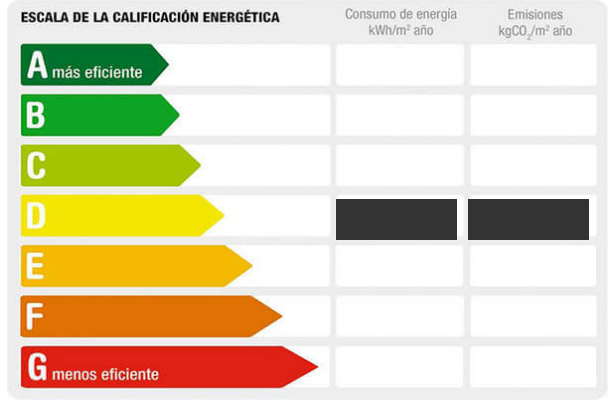 ESCALA DE LA CALIFICACIÓN ENERGÉTICA
Consumo de energía
kWh/m² año
Emisiones
kgCO₂/m² año
A más eficiente
B
C
D
E
F
G menos eficiente